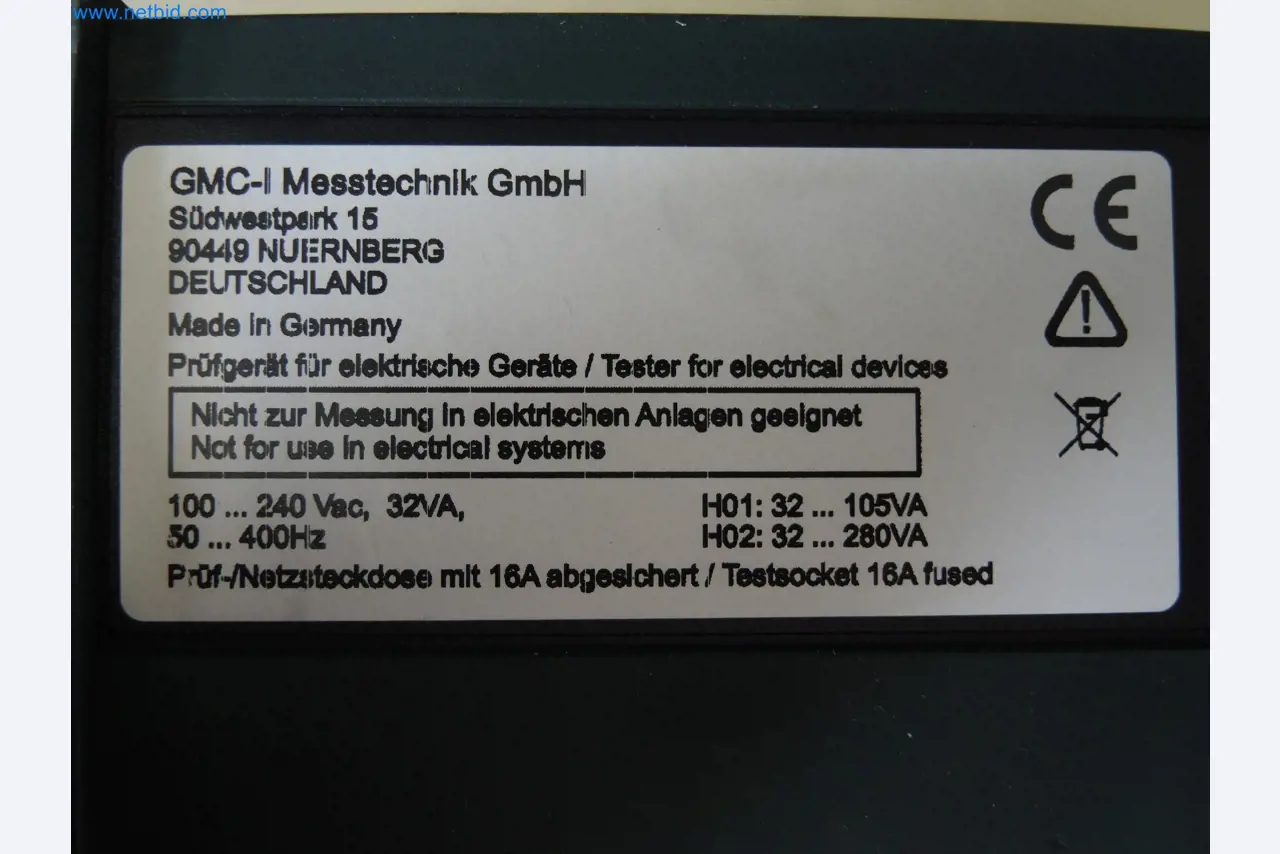 www.netbid.com
GMC-I Messtechnik GmbH
Südwestpark 15
90449 NUERNBERG
DEUTSCHLAND
Made in Germany
Prüfgerät für elektrische Geräte / Tester for electrical devices
Nicht zur Messung in elektrischen Anlagen geeignet
Not for use in electrical systems
100 ... 240 Vac, 32VA, H01: 32 ... 105VA
50 ... 400Hz H02: 32 ... 280VA
Prüf-/Netzsteckdose mit 16A abgesichert / Testsocket 16A fused
CE